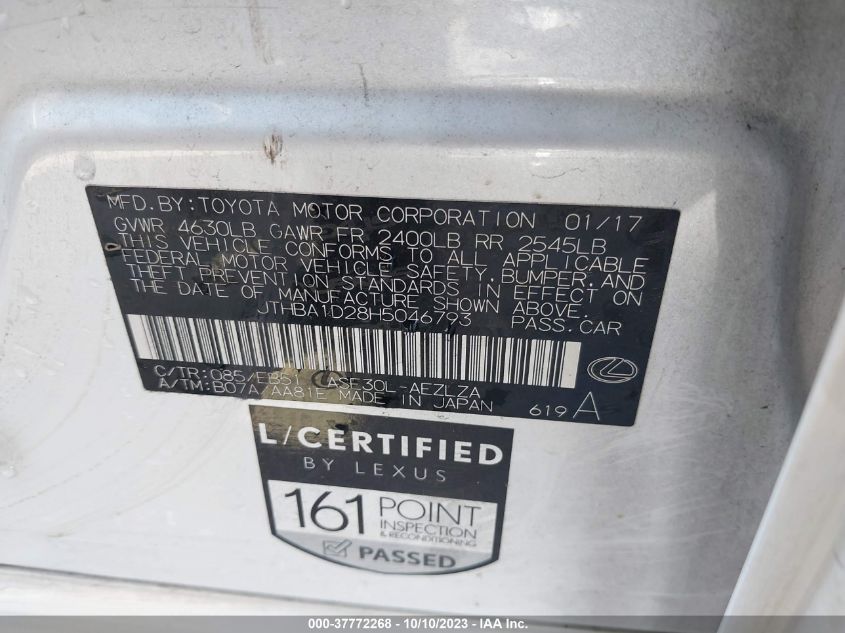 MFD.BY:TOYOTA MOTOR CORPORATION 01/17
GVWR 4630LB GAWR FR 2400LB RR 2545LB
THIS VEHICLE CONFORMS TO ALL APPLICABLE
FEDERAL MOTOR VEHICLE SAFETY,BUMPER,AND
THEFT PREVENTION STANDARDS IN EFFECT ON
THE DATE OF MANUFACTURE SHOWN ABOVE.
JTHBA1D28H5046793 PASS.CAR
C/TR:085/EB51 ASE30L-AEZLZA
A/TM:B07A/AA81E MADE IN JAPAN 619 A
L/CERTIFIED
BY LEXUS
161 POINT
INSPECTION
& RECONDITIONING
PASSED
000-37772268 - 10/10/2023 - IAA Inc.